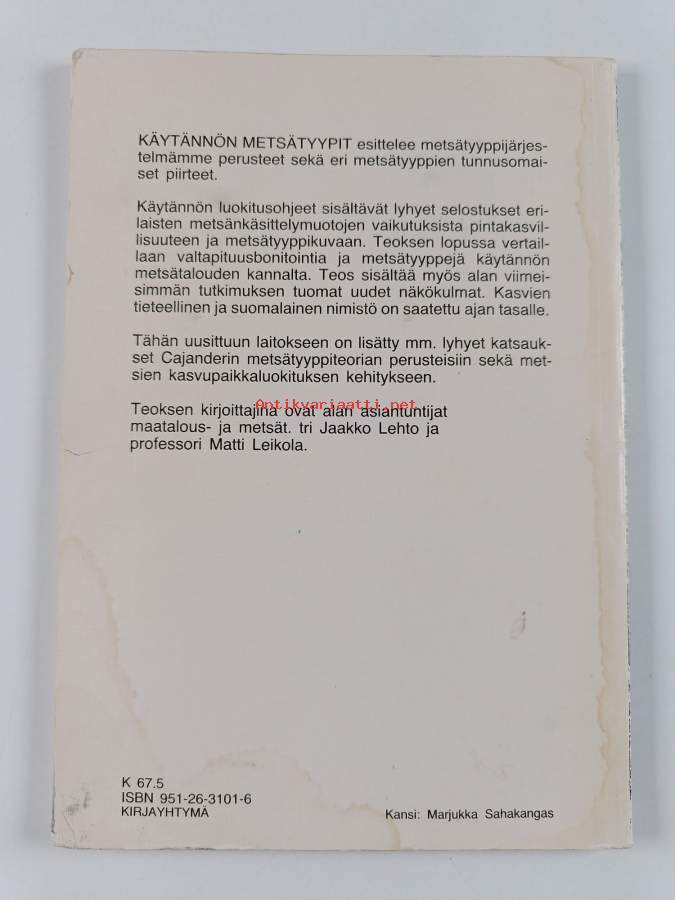 KÄYTÄNNÖN METSÄTYYPIT esittelee metsätyyppijärjes-
telmämme perusteet sekä eri metsätyyppien tunnusomai-
set piirteet.
Käytännön luokitusohjeet sisältävät lyhyet selostukset eri-
laisten metsänkäsittelymuotojen vaikutuksista pintakasvil-
lisuuteen ja metsätyyppikuvaan. Teoksen lopussa vertail-
laan valtapituusbonitointia ja metsätyyppejä käytännön
metsätalouden kannalta. Teos sisältää myös alan viimei-
simmän tutkimuksen tuomat uudet näkökulmat. Kasvien
tieteellinen ja suomalainen nimistö on saatettu ajan tasalle.
Tähän uusittuun laitokseen on lisätty mm. lyhyet katsauk-
set Cajanderin metsätyyppiteorian perusteisiin sekä met-
sien kasvupaikkaluokituksen kehitykseen.
Antikvariaatti.net
Teoksen kirjoittajina ovat alan asiantuntijat
maatalous- ja metsät. tri Jaakko Lehto ja
professori Matti Leikola.
K 67.5
ISBN 951-26-3101-6
KIRJAYHTYMÄ
Kansi: Marjukka Sahakangas